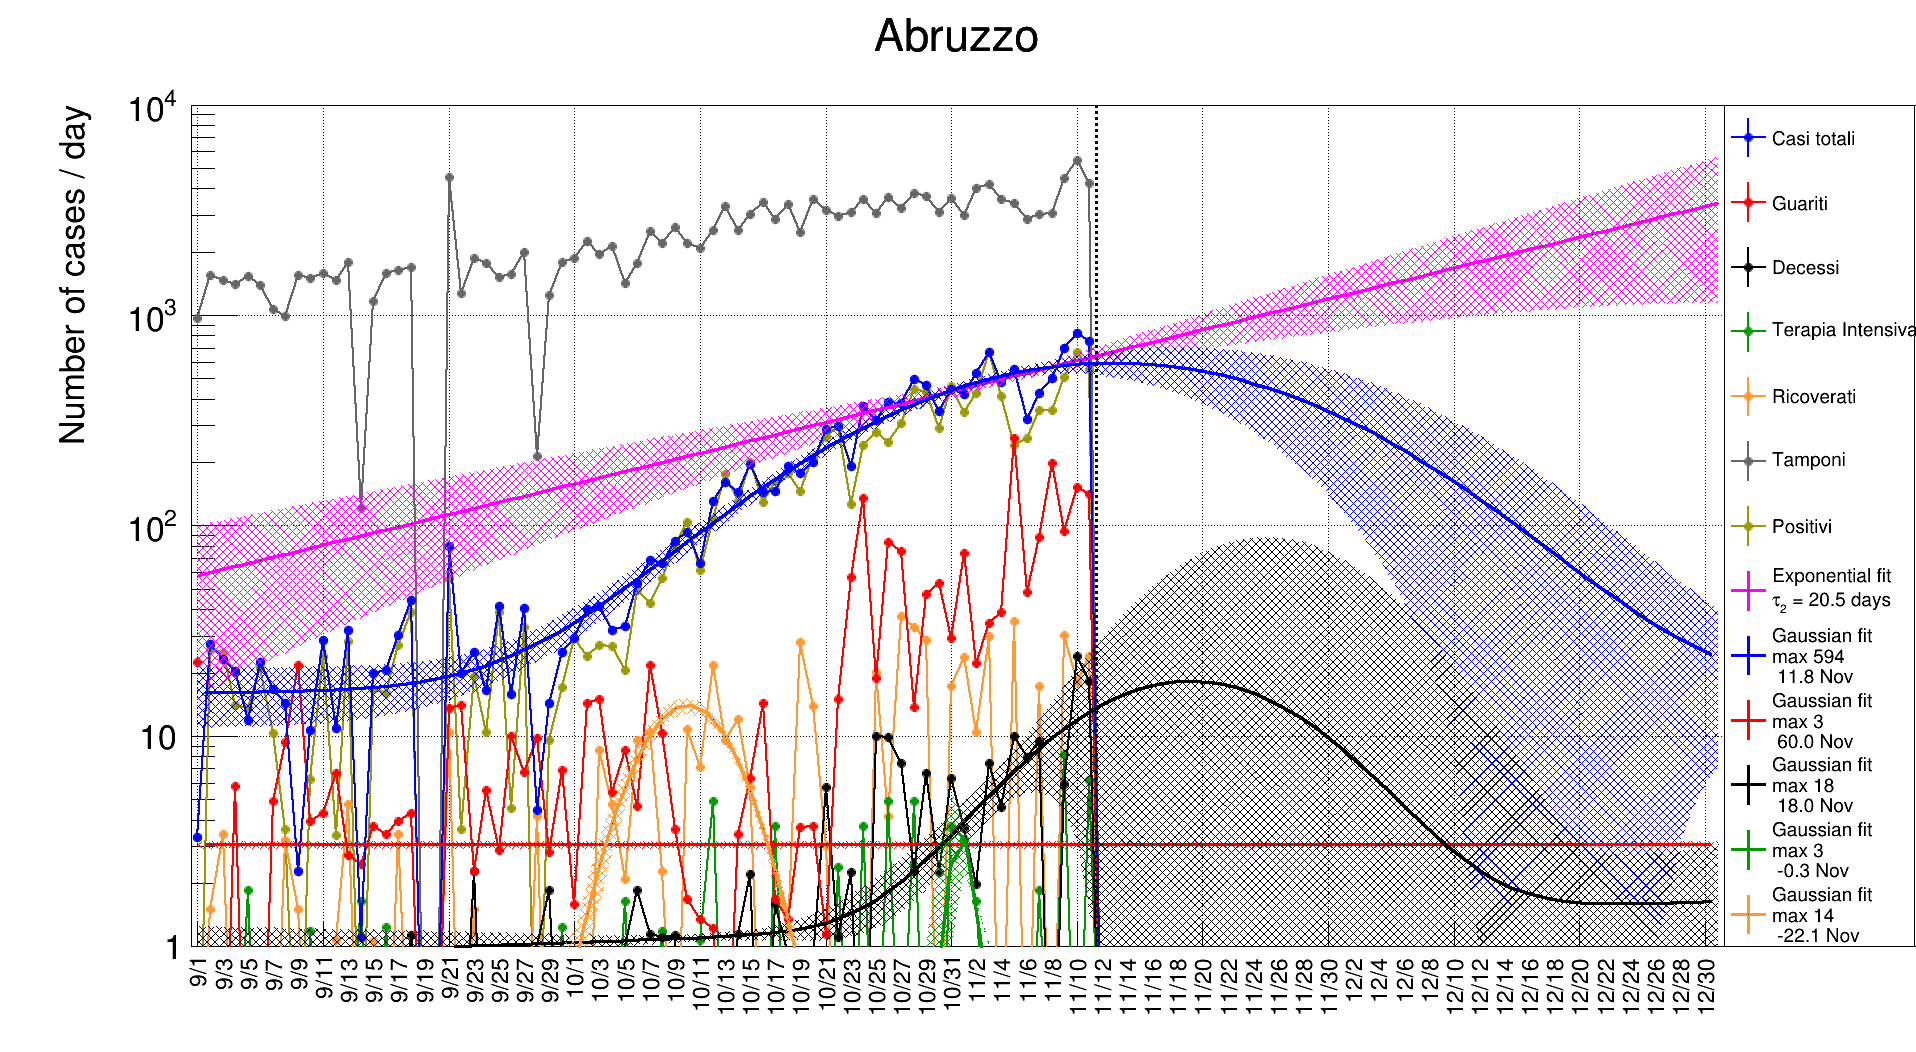 Abruzzo
Number of cases / day
10⁴
10³
10²
10
1
9/1 9/3 9/5 9/7 9/9 9/11 9/13 9/15 9/17 9/19 9/21 9/23 9/25 9/27 9/29 10/1 10/3 10/5 10/7 10/9 10/11 10/13 10/15 10/17 10/19 10/21 10/23 10/25 10/27 10/29 10/31 11/2 11/4 11/6 11/8 11/10 11/12 11/14 11/16 11/18 11/20 11/22 11/24 11/26 11/28 11/30 12/2 12/4 12/6 12/8 12/10 12/12 12/14 12/16 12/18 12/20 12/22 12/24 12/26 12/28 12/30
Casi totali
Guariti
Decessi
Terapia Intensiva
Ricoverati
Tamponi
Positivi
Exponential fit
τ₂ = 20.5 days
Gaussian fit
max 594
11.8 Nov
Gaussian fit
max 3
60.0 Nov
Gaussian fit
max 18
18.0 Nov
Gaussian fit
max 3
-0.3 Nov
Gaussian fit
max 14
-22.1 Nov